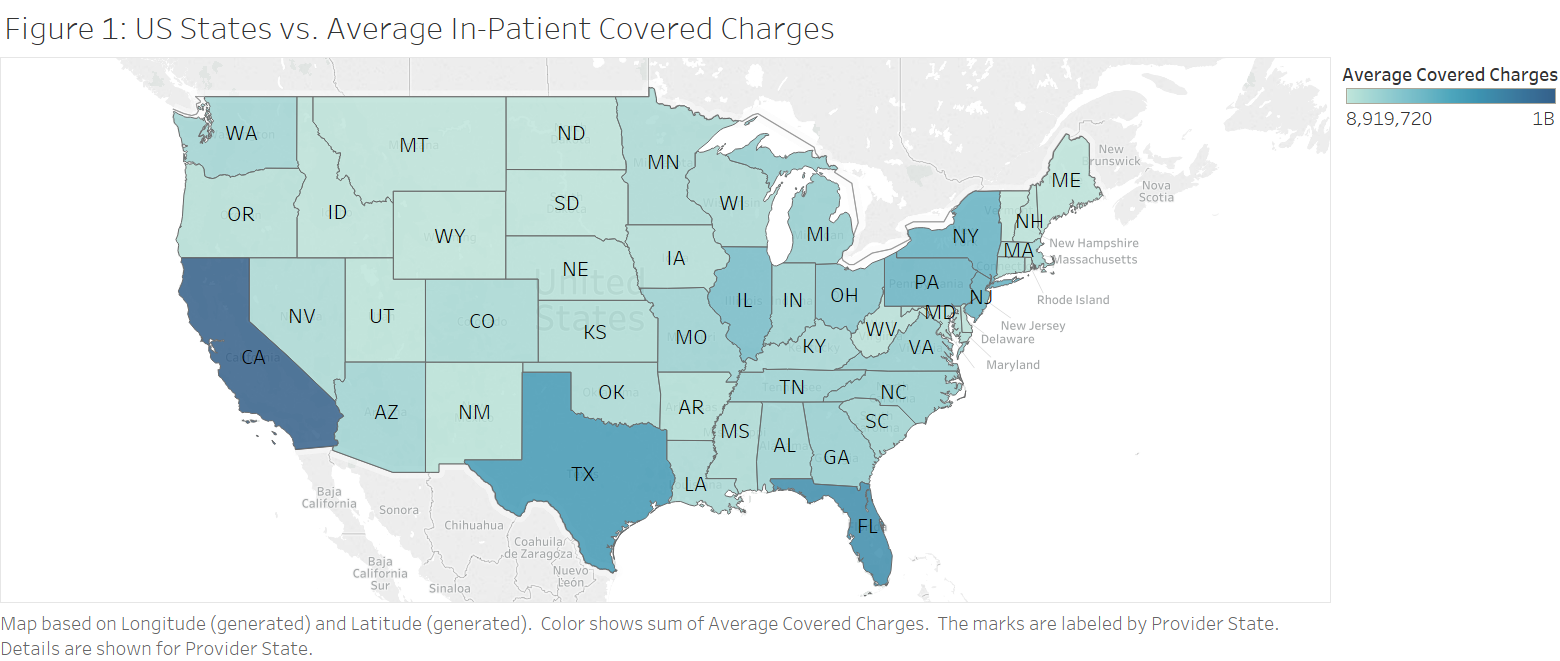 Figure 1: US States vs. Average In-Patient Covered Charges
Average Covered Charges
8,919,720 1B
WA
MT
ND
MN
OR
ID
WY
SD
WI
MI
NY
ME
NH
MA
New
Brunswick
Nova
Scotia
New Hampshire
Massachusetts
Rhode Island
New Jersey
Delaware
Maryland
NE
IA
IL
IN
OH
PA
NJ
MD
WV
VA
KY
CA
NV
UT
CO
KS
MO
United
States
AZ
NM
OK
AR
TN
NC
SC
MS
AL
GA
TX
LA
FL
Baja
California
Sonora
Chihuahua
Coahuila
de Zaragoza
Nuevo
León
Baja
California
Sur
Sinaloa
Map based on Longitude (generated) and Latitude (generated).  Color shows sum of Average Covered Charges.  The marks are labeled by Provider State.
Details are shown for Provider State.